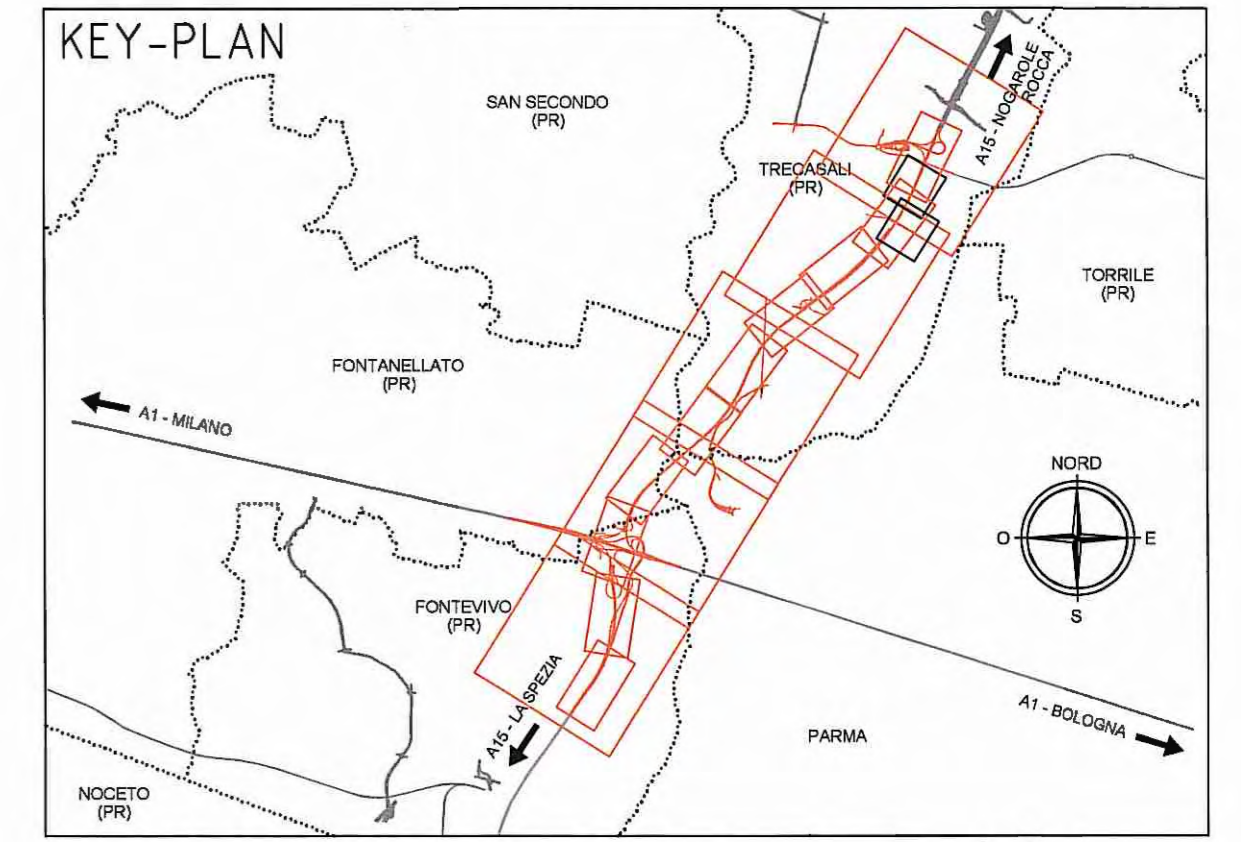 KEY-PLAN
SAN SECONDO
(PR)
A15 - NOGAROLE
ROCCA
TRECASALI
(PR)
TORRILE
(PR)
FONTANELLATO
(PR)
A1 - MILANO
NORD
O
E
S
FONTEVIVO
(PR)
A15 - LA SPEZIA
A1 - BOLOGNA
PARMA
NOCETO
(PR)